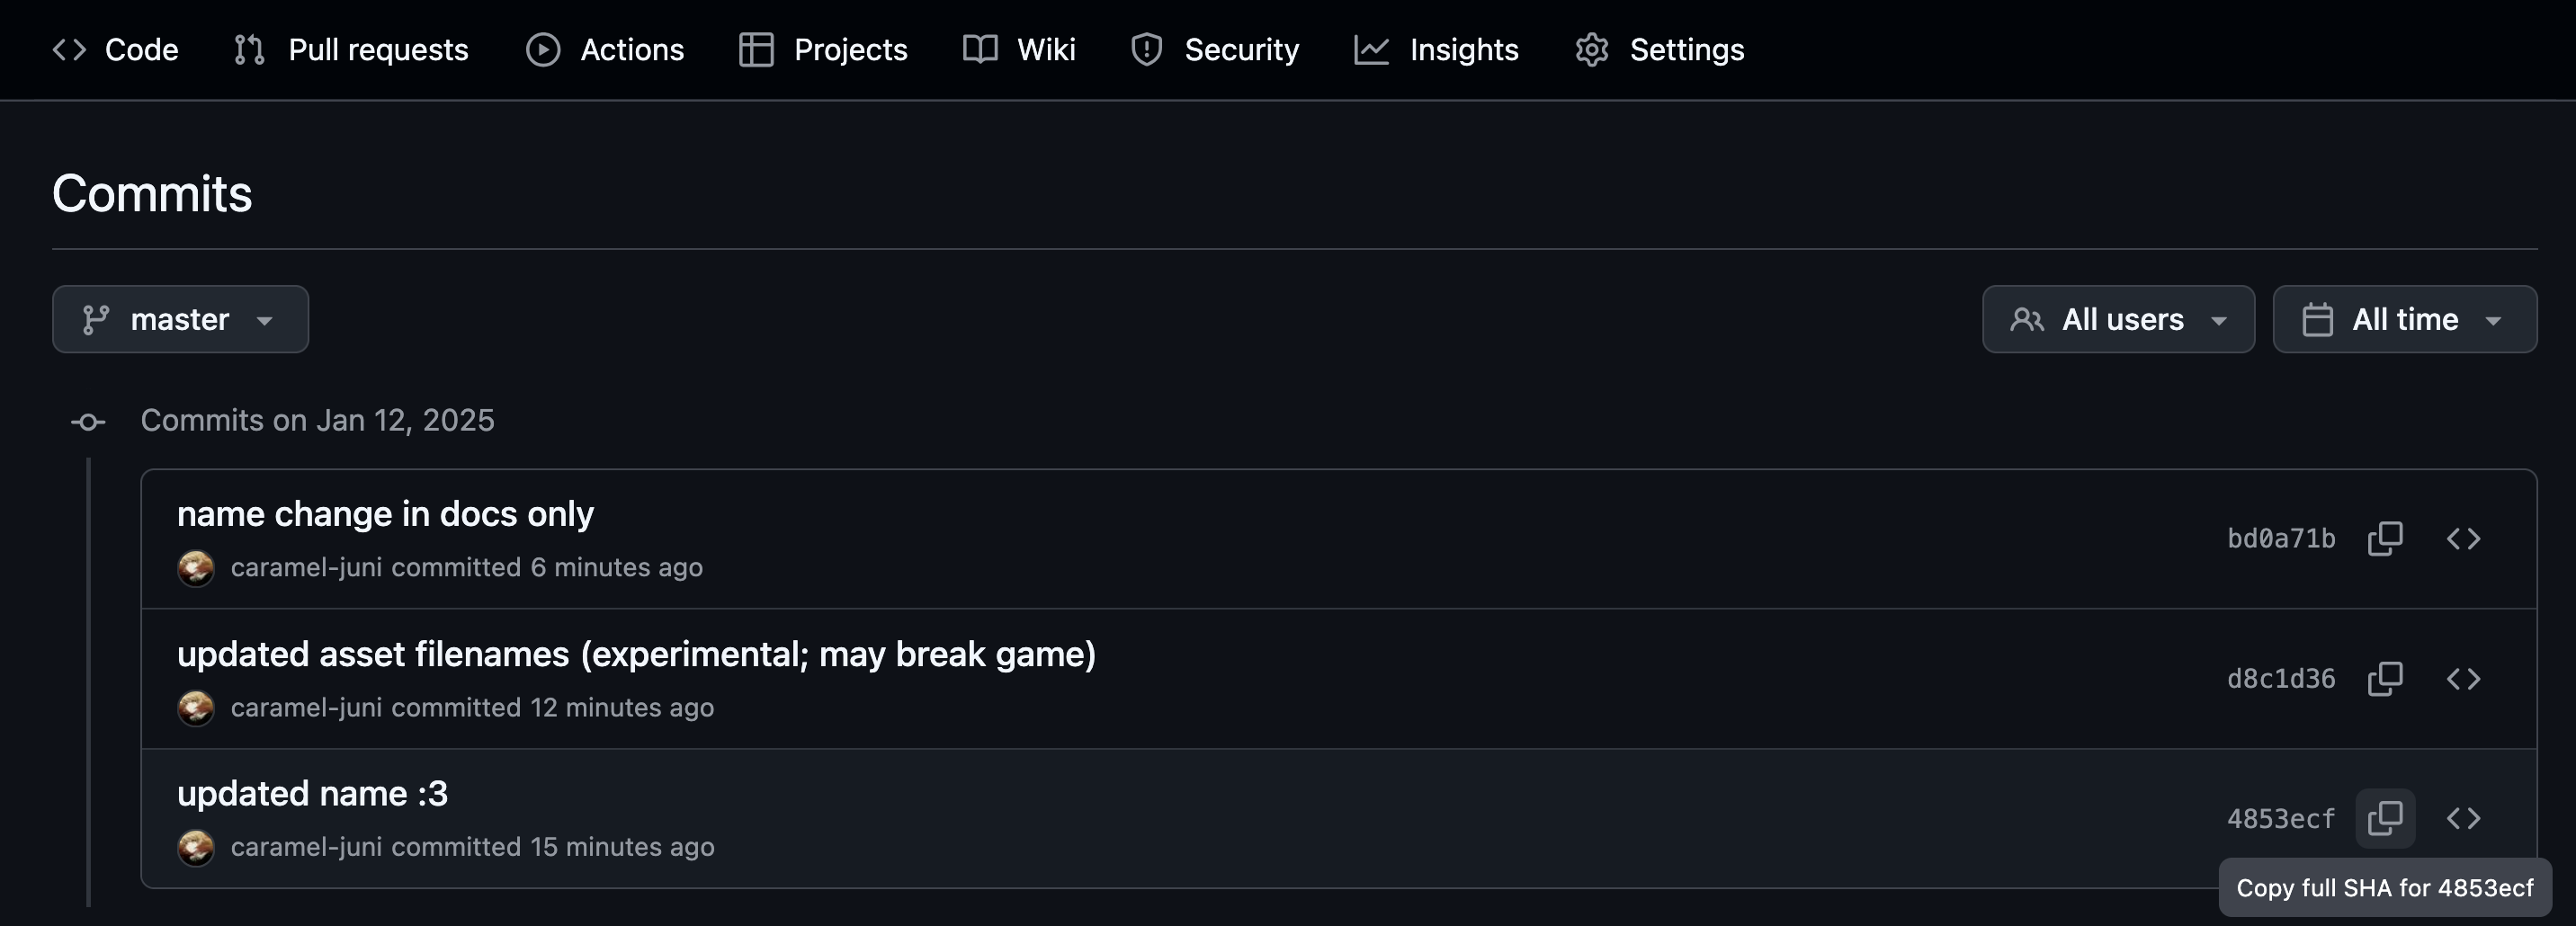 Code Pull requests Actions Projects Wiki Security Insights Settings
Commits
master All users All time
Commits on Jan 12, 2025
name change in docs only
caramel-juni committed 6 minutes ago
bd0a71b
updated asset filenames (experimental; may break game)
caramel-juni committed 12 minutes ago
d8c1d36
updated name :3
caramel-juni committed 15 minutes ago
4853ecf
Copy full SHA for 4853ecf